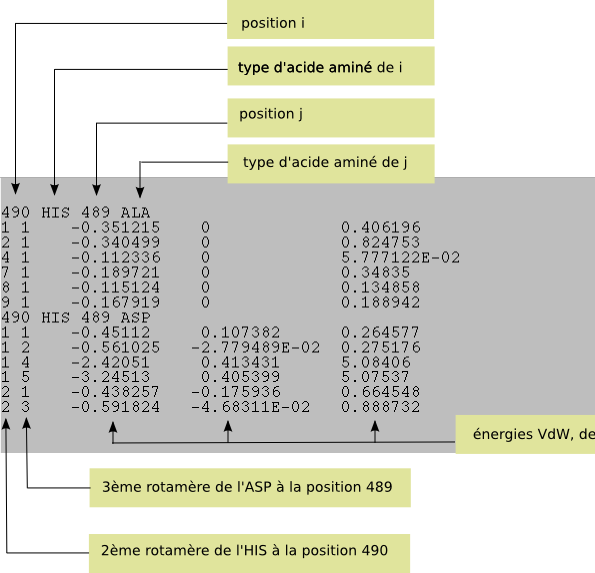 position i
type d'acide aminé de i
position j
type d'acide aminé de j
490 HIS 489 ALA
1 1 -0.351215 0 0.406196
2 1 -0.340499 0 0.824753
4 1 -0.112336 0 5.777122E-02
7 1 -0.189721 0 0.34835
8 1 -0.115124 0 0.134858
9 1 -0.167919 0 0.188942
490 HIS 489 ASP
1 1 -0.45112 0.107382 0.264577
1 2 -0.561025 -2.779489E-02 0.275176
1 4 -2.42051 0.413431 5.08406
1 5 -3.24513 0.405399 5.07537
2 1 -0.438257 -0.175936 0.664548
2 3 -0.591824 -4.68311E-02 0.888732
énergies VdW, de
3ème rotamère de l'ASP à la position 489
2ème rotamère de l'HIS à la position 490